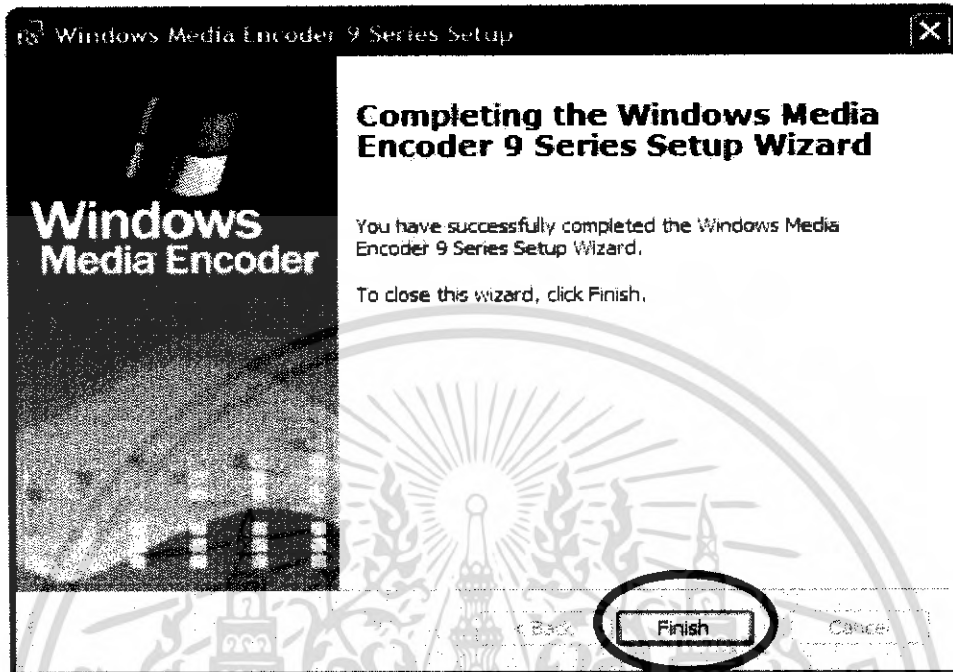 Windows Media Encoder 9 Series Setup
Windows
Media Encoder
Completing the Windows Media
Encoder 9 Series Setup Wizard
You have successfully completed the Windows Media
Encoder 9 Series Setup Wizard.
To close this wizard, click Finish.
< Back
Finish
Cancel